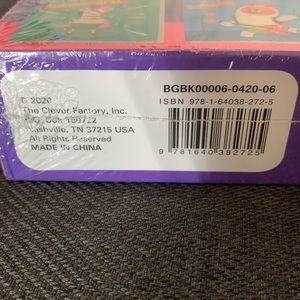 © 2020
The Clever Factory, Inc.
P.O. Box
Nashville, TN 37215 USA
All Rights Reserved
MADE IN CHINA
BGBK00006-0420-06
ISBN 978-1-64038-272-5
9 781640 382725